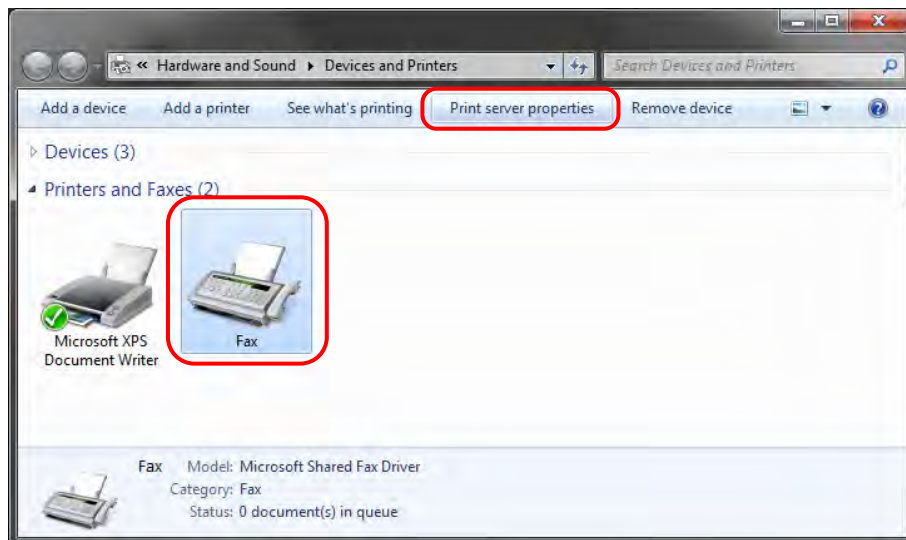 « Hardware and Sound ▸ Devices and Printers
Search Devices and Printers
Add a device Add a printer See what's printing Print server properties Remove device
Devices (3)
Printers and Faxes (2)
Microsoft XPS
Document Writer
Fax
Fax Model: Microsoft Shared Fax Driver
Category: Fax
Status: 0 document(s) in queue